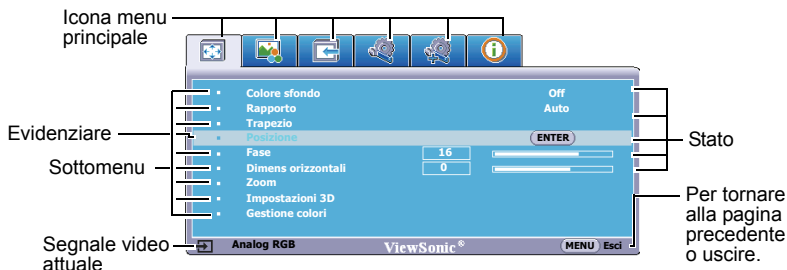 Icona menu
principale
Colore sfondo Off
Rapporto Auto
Trapezio
Evidenziare
Posizione ENTER
Stato
Fase 16
Sottomenu
Dimens orizzontali 0
Zoom
Impostazioni 3D
Gestione colori
Per tornare
alla pagina
precedente
o uscire.
Segnale video
attuale
Analog RGB ViewSonic® MENU Esci